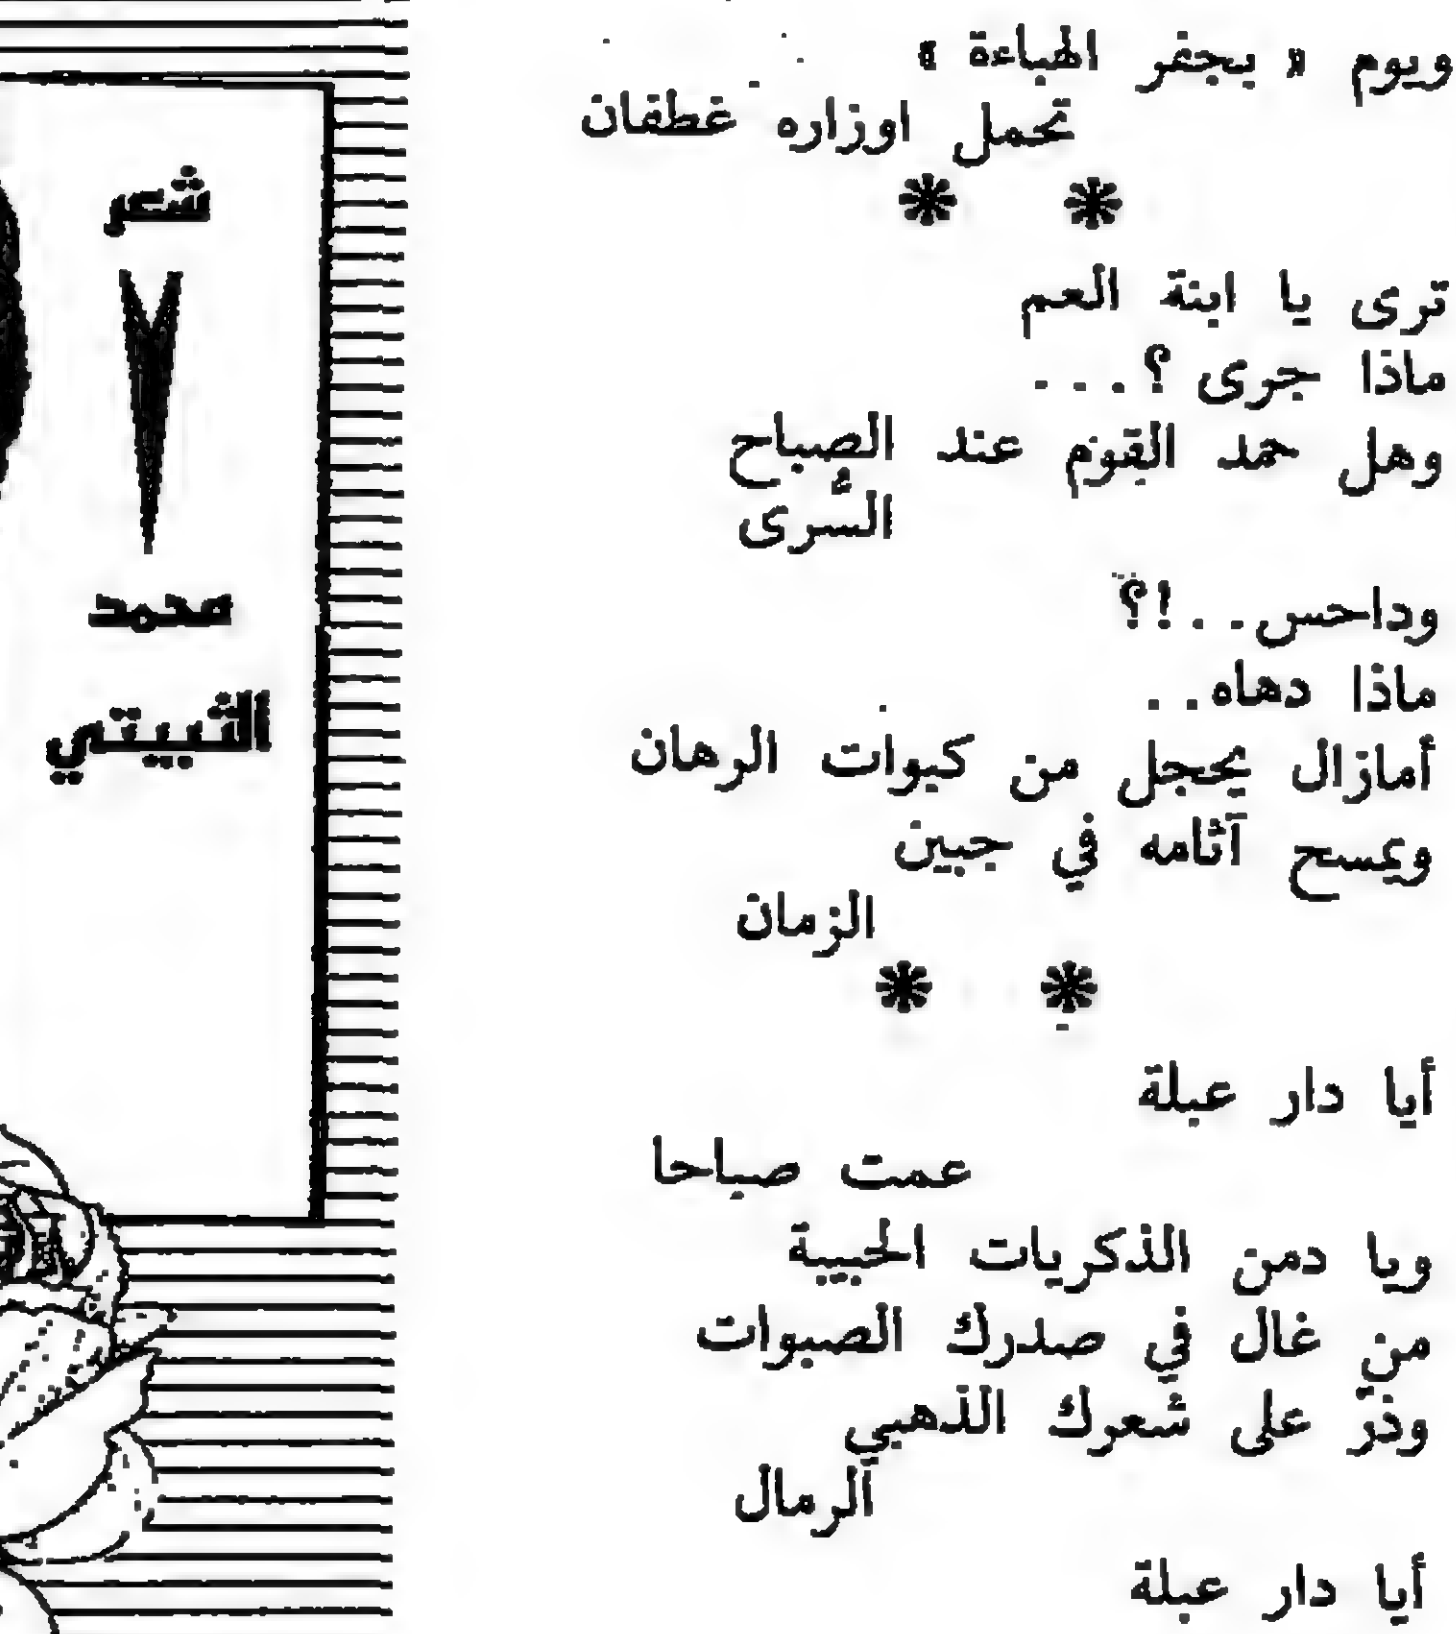 ويوم « بجفر الهباءة »
تحمل اوزاره غطفان
* *
ترى يا ابنة العم
ماذا جرى ؟...
وهل حمد القوم عند الصباح
السُّرى
وداحس..!؟
ماذا دهاه..
أمازال يحجل من كبوات الرهان
ويمسح آثامه في جبين
الزمان
* *
أيا دار عبلة
عمت صباحا
ويا دمن الذكريات الحبيبة
من غال في صدرك الصبوات
وذرّ على شعرك الذهبي
الرمال
أيا دار عبلة
شعر
محمد
الثبيتي